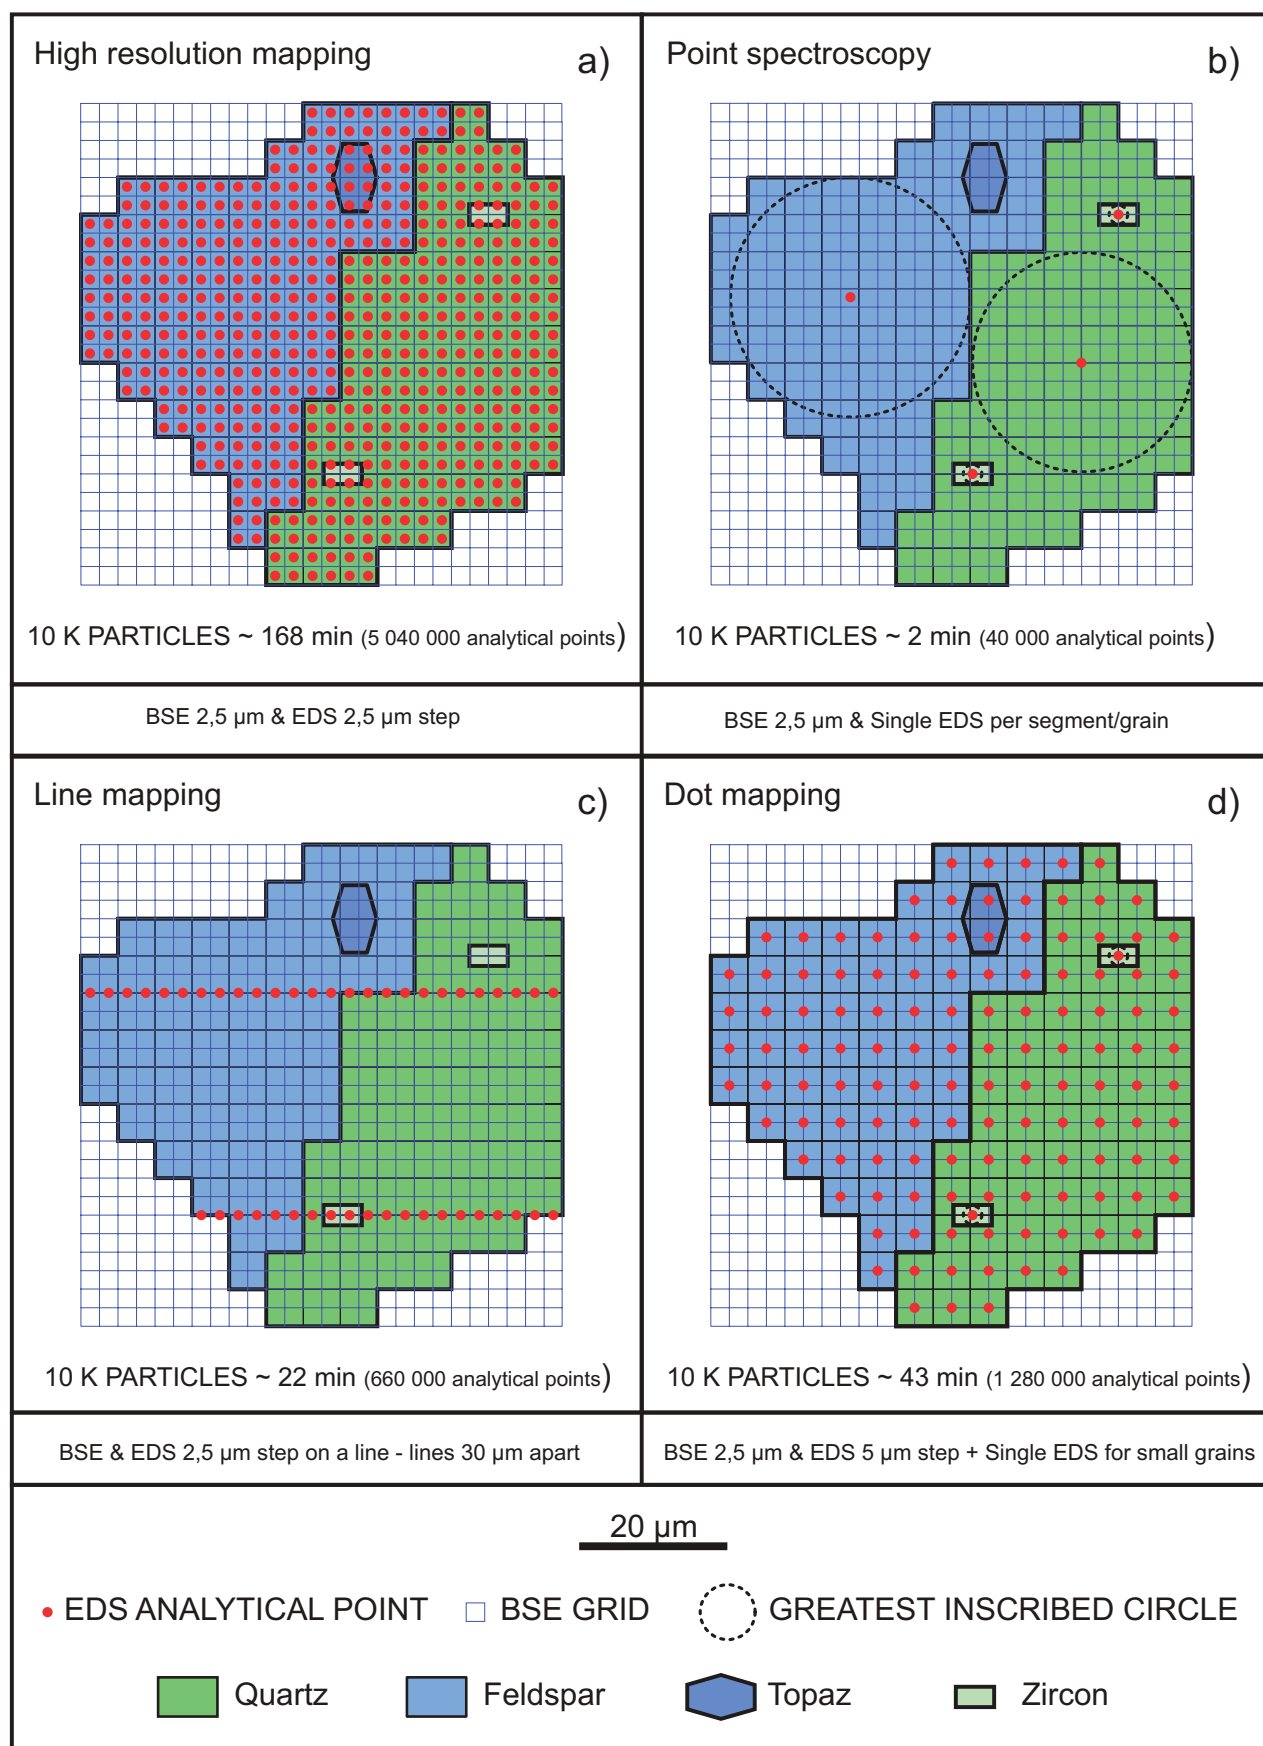 High resolution mapping
a)
10 K PARTICLES ~ 168 min (5 040 000 analytical points)
BSE 2,5 µm & EDS 2,5 µm step
Point spectroscopy
b)
10 K PARTICLES ~ 2 min (40 000 analytical points)
BSE 2,5 µm & Single EDS per segment/grain
Line mapping
c)
10 K PARTICLES ~ 22 min (660 000 analytical points)
BSE & EDS 2,5 µm step on a line - lines 30 µm apart
Dot mapping
d)
10 K PARTICLES ~ 43 min (1 280 000 analytical points)
BSE 2,5 µm & EDS 5 µm step + Single EDS for small grains
20 µm
EDS ANALYTICAL POINT
BSE GRID
GREATEST INSCRIBED CIRCLE
Quartz
Feldspar
Topaz
Zircon